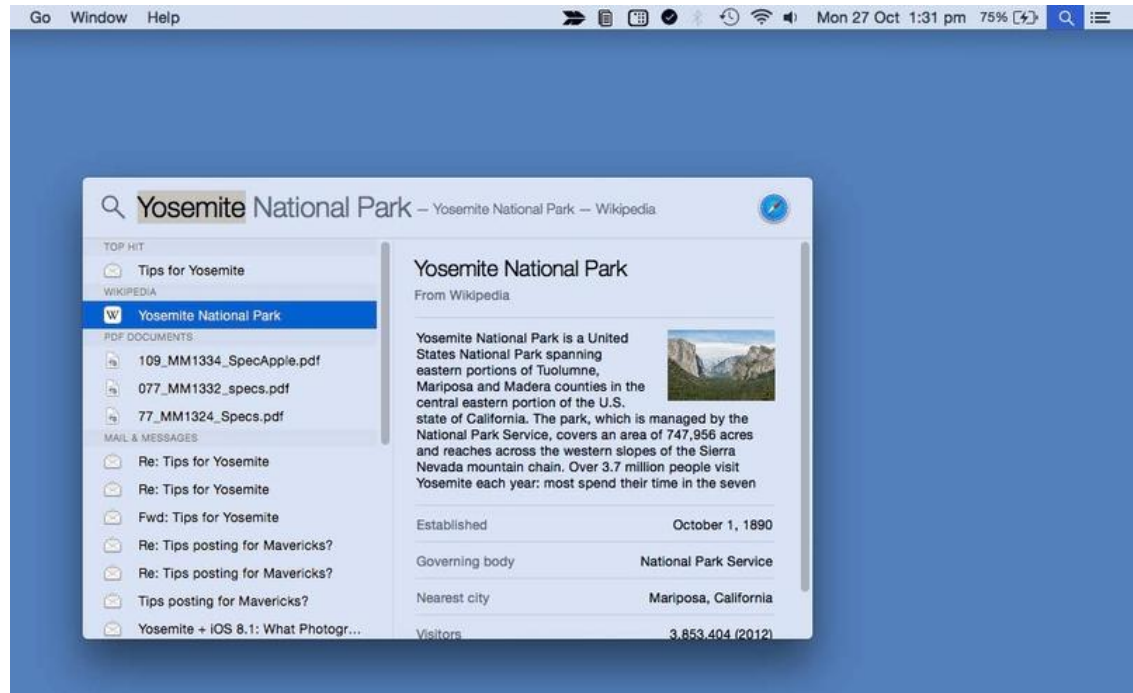 Go Window Help Mon 27 Oct 1:31 pm 75%
Yosemite National Park – Yosemite National Park – Wikipedia
TOP HIT
Tips for Yosemite
WIKIPEDIA
W Yosemite National Park
PDF DOCUMENTS
109_MM1334_SpecApple.pdf
077_MM1332_specs.pdf
77_MM1324_Specs.pdf
MAIL & MESSAGES
Re: Tips for Yosemite
Re: Tips for Yosemite
Fwd: Tips for Yosemite
Re: Tips posting for Mavericks?
Re: Tips posting for Mavericks?
Tips posting for Mavericks?
Yosemite + iOS 8.1: What Photogr...
Yosemite National Park
From Wikipedia
Yosemite National Park is a United
States National Park spanning
eastern portions of Tuolumne,
Mariposa and Madera counties in the
central eastern portion of the U.S.
state of California. The park, which is managed by the
National Park Service, covers an area of 747,956 acres
and reaches across the western slopes of the Sierra
Nevada mountain chain. Over 3.7 million people visit
Yosemite each year: most spend their time in the seven
Established October 1, 1890
Governing body National Park Service
Nearest city Mariposa, California
Visitors 3,853,404 (2012)